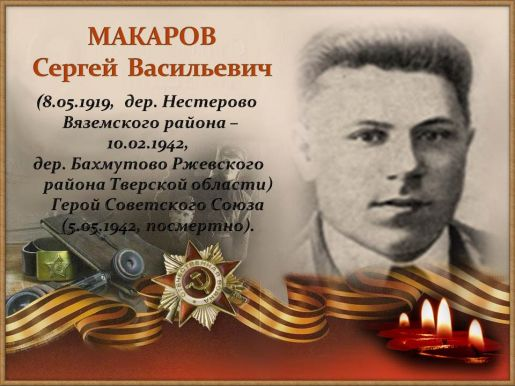 МАКАРОВ
Сергей Васильевич
(8.05.1919, дер. Нестерово
Вяземского района –
10.02.1942,
дер. Бахмутово Ржевского
района Тверской области)
Герой Советского Союза
(5.05.1942, посмертно).